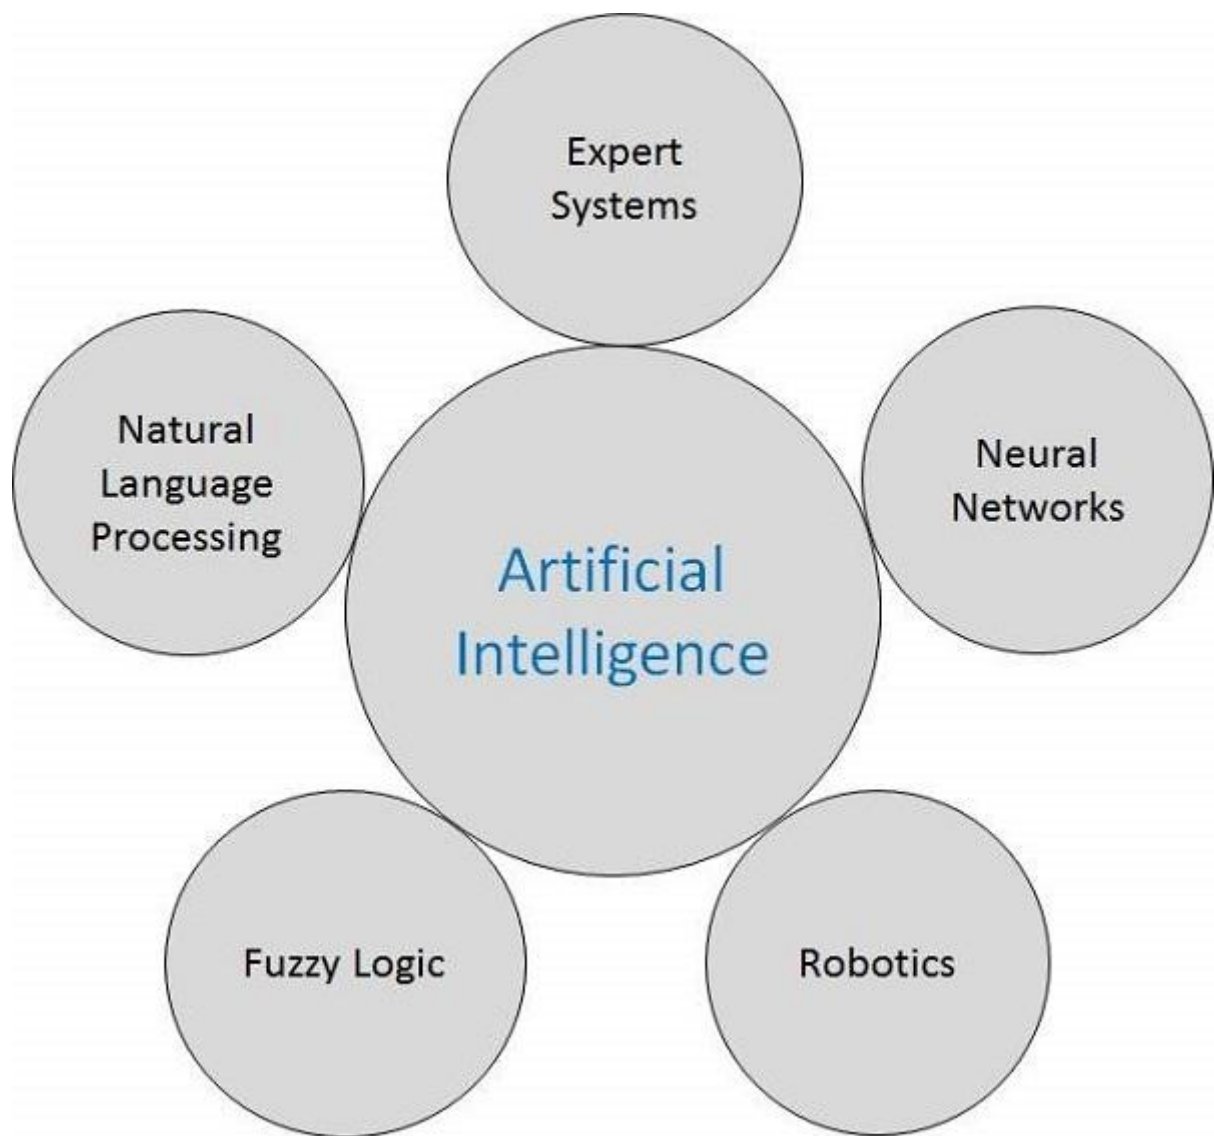 Expert
Systems
Natural
Language
Processing
Neural
Networks
Artificial
Intelligence
Fuzzy Logic
Robotics